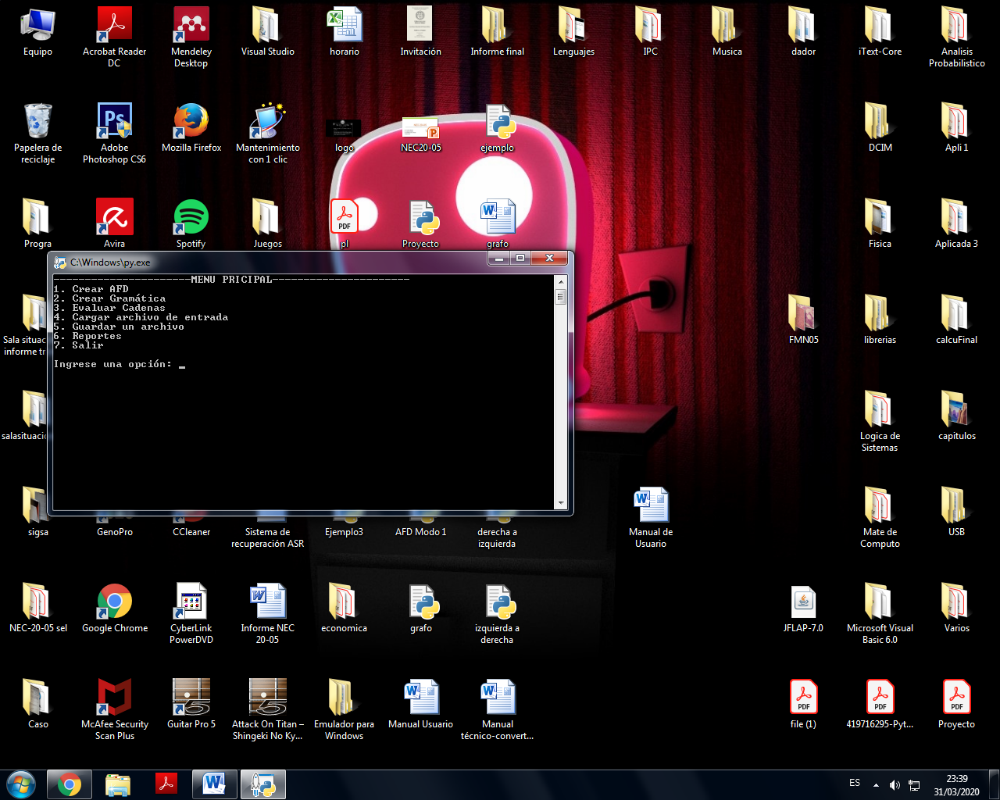 Equipo
Acrobat Reader
DC
Mendeley
Desktop
Visual Studio
horario
Invitación
Informe final
Lenguajes
IPC
Musica
dador
iText-Core
Analisis
Probabilistico
Papelera de
reciclaje
Ps
Adobe
Photoshop CS6
Mozilla Firefox
Mantenimiento
con 1 clic
logo
NEC20-05
ejemplo
DCIM
Apli 1
Progra
Avira
Spotify
Juegos
PDF
pl
Proyecto
grafo
Fisica
Aplicada 3
C:\Windows\py.exe
----------------------MENU PRICIPAL----------------------
1. Crear AFD
2. Crear Gramática
3. Evaluar Cadenas
4. Cargar archivo de entrada
5. Guardar un archivo
6. Reportes
7. Salir
Ingrese una opción: _
Sala situac
informe tr
FMN05
librerias
calcuFinal
salasituacio
Logica de
Sistemas
capitulos
sigsa
GenoPro
CCleaner
Sistema de
recuperación ASR
Ejemplo3
AFD Modo 1
derecha a
izquierda
Manual de
Usuario
Mate de
Computo
USB
NEC-20-05 sel
Google Chrome
CyberLink
PowerDVD
Informe NEC
20-05
economica
grafo
izquierda a
derecha
JFLAP-7.0
Microsoft Visual
Basic 6.0
Varios
Caso
McAfee Security
Scan Plus
Guitar Pro 5
Attack On Titan –
Shingeki No Ky...
Emulador para
Windows
Manual Usuario
Manual
técnico-convert...
PDF
file (1)
PDF
419716295-Pyt...
PDF
Proyecto
ES
23:39
31/03/2020